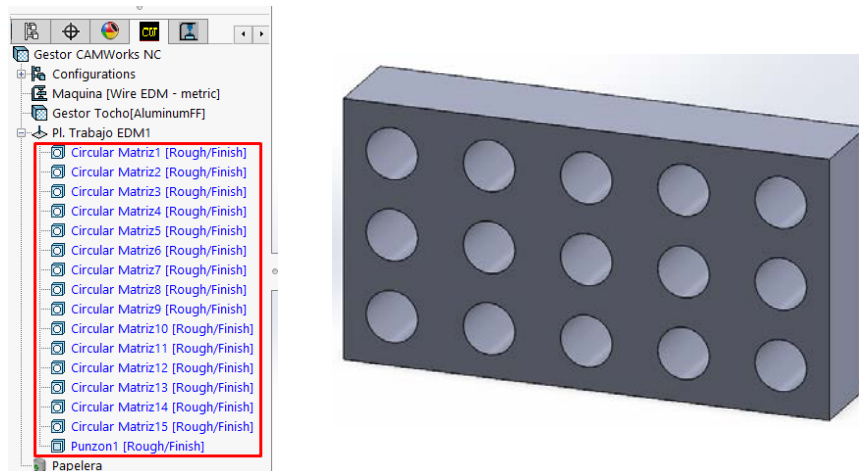 CW
Gestor CAMWorks NC
Configurations
Maquina [Wire EDM - metric]
Gestor Tocho[AluminumFF]
Pl. Trabajo EDM1
Circular Matriz1 [Rough/Finish]
Circular Matriz2 [Rough/Finish]
Circular Matriz3 [Rough/Finish]
Circular Matriz4 [Rough/Finish]
Circular Matriz5 [Rough/Finish]
Circular Matriz6 [Rough/Finish]
Circular Matriz7 [Rough/Finish]
Circular Matriz8 [Rough/Finish]
Circular Matriz9 [Rough/Finish]
Circular Matriz10 [Rough/Finish]
Circular Matriz11 [Rough/Finish]
Circular Matriz12 [Rough/Finish]
Circular Matriz13 [Rough/Finish]
Circular Matriz14 [Rough/Finish]
Circular Matriz15 [Rough/Finish]
Punzon1 [Rough/Finish]
Papelera